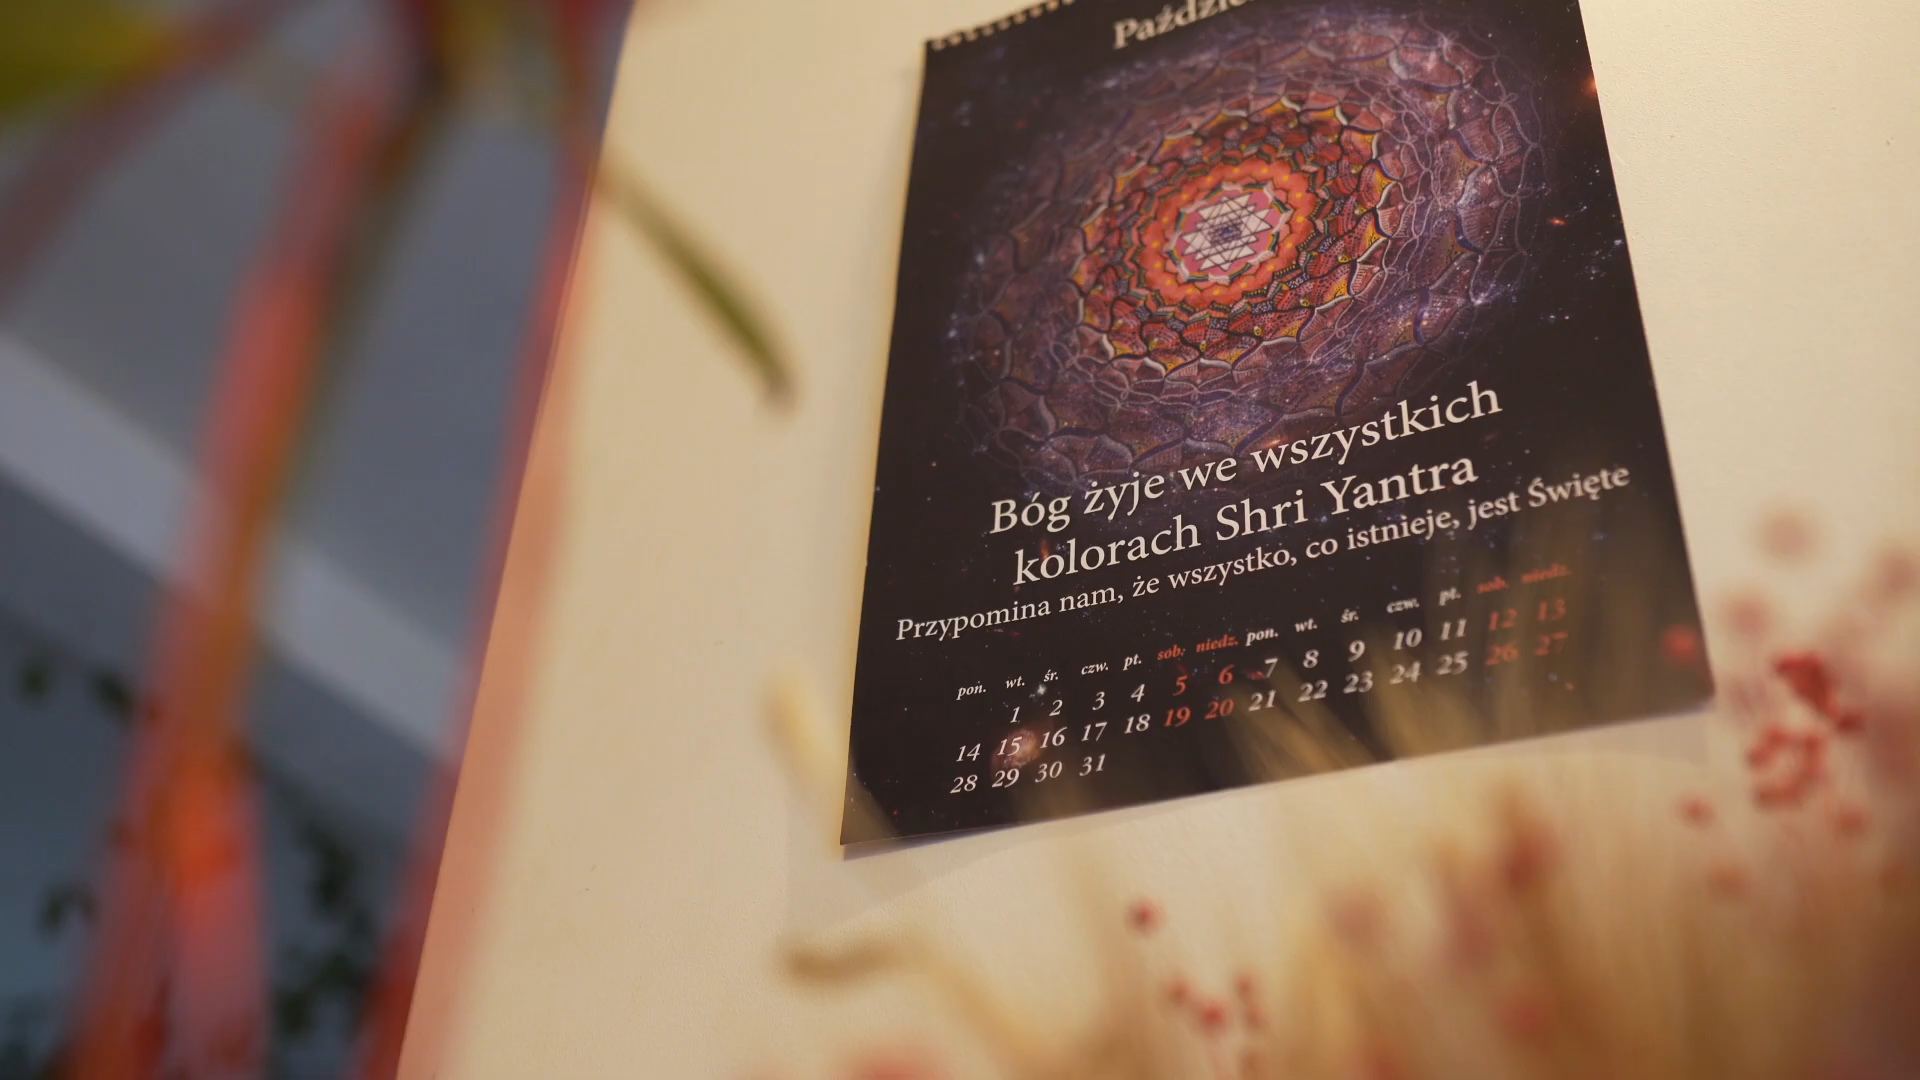 Bóg żyje we wszystkich
kolorach Shri Yantra
Przypomina nam, że wszystko, co istnieje, jest Święte
pon. wt. śr. czw. pt. sob. niedz. pon. wt. śr. czw. pt. sob. niedz.
1 2 3 4 5 6 7 8 9 10 11 12 13
14 15 16 17 18 19 20 21 22 23 24 25 26 27
28 29 30 31